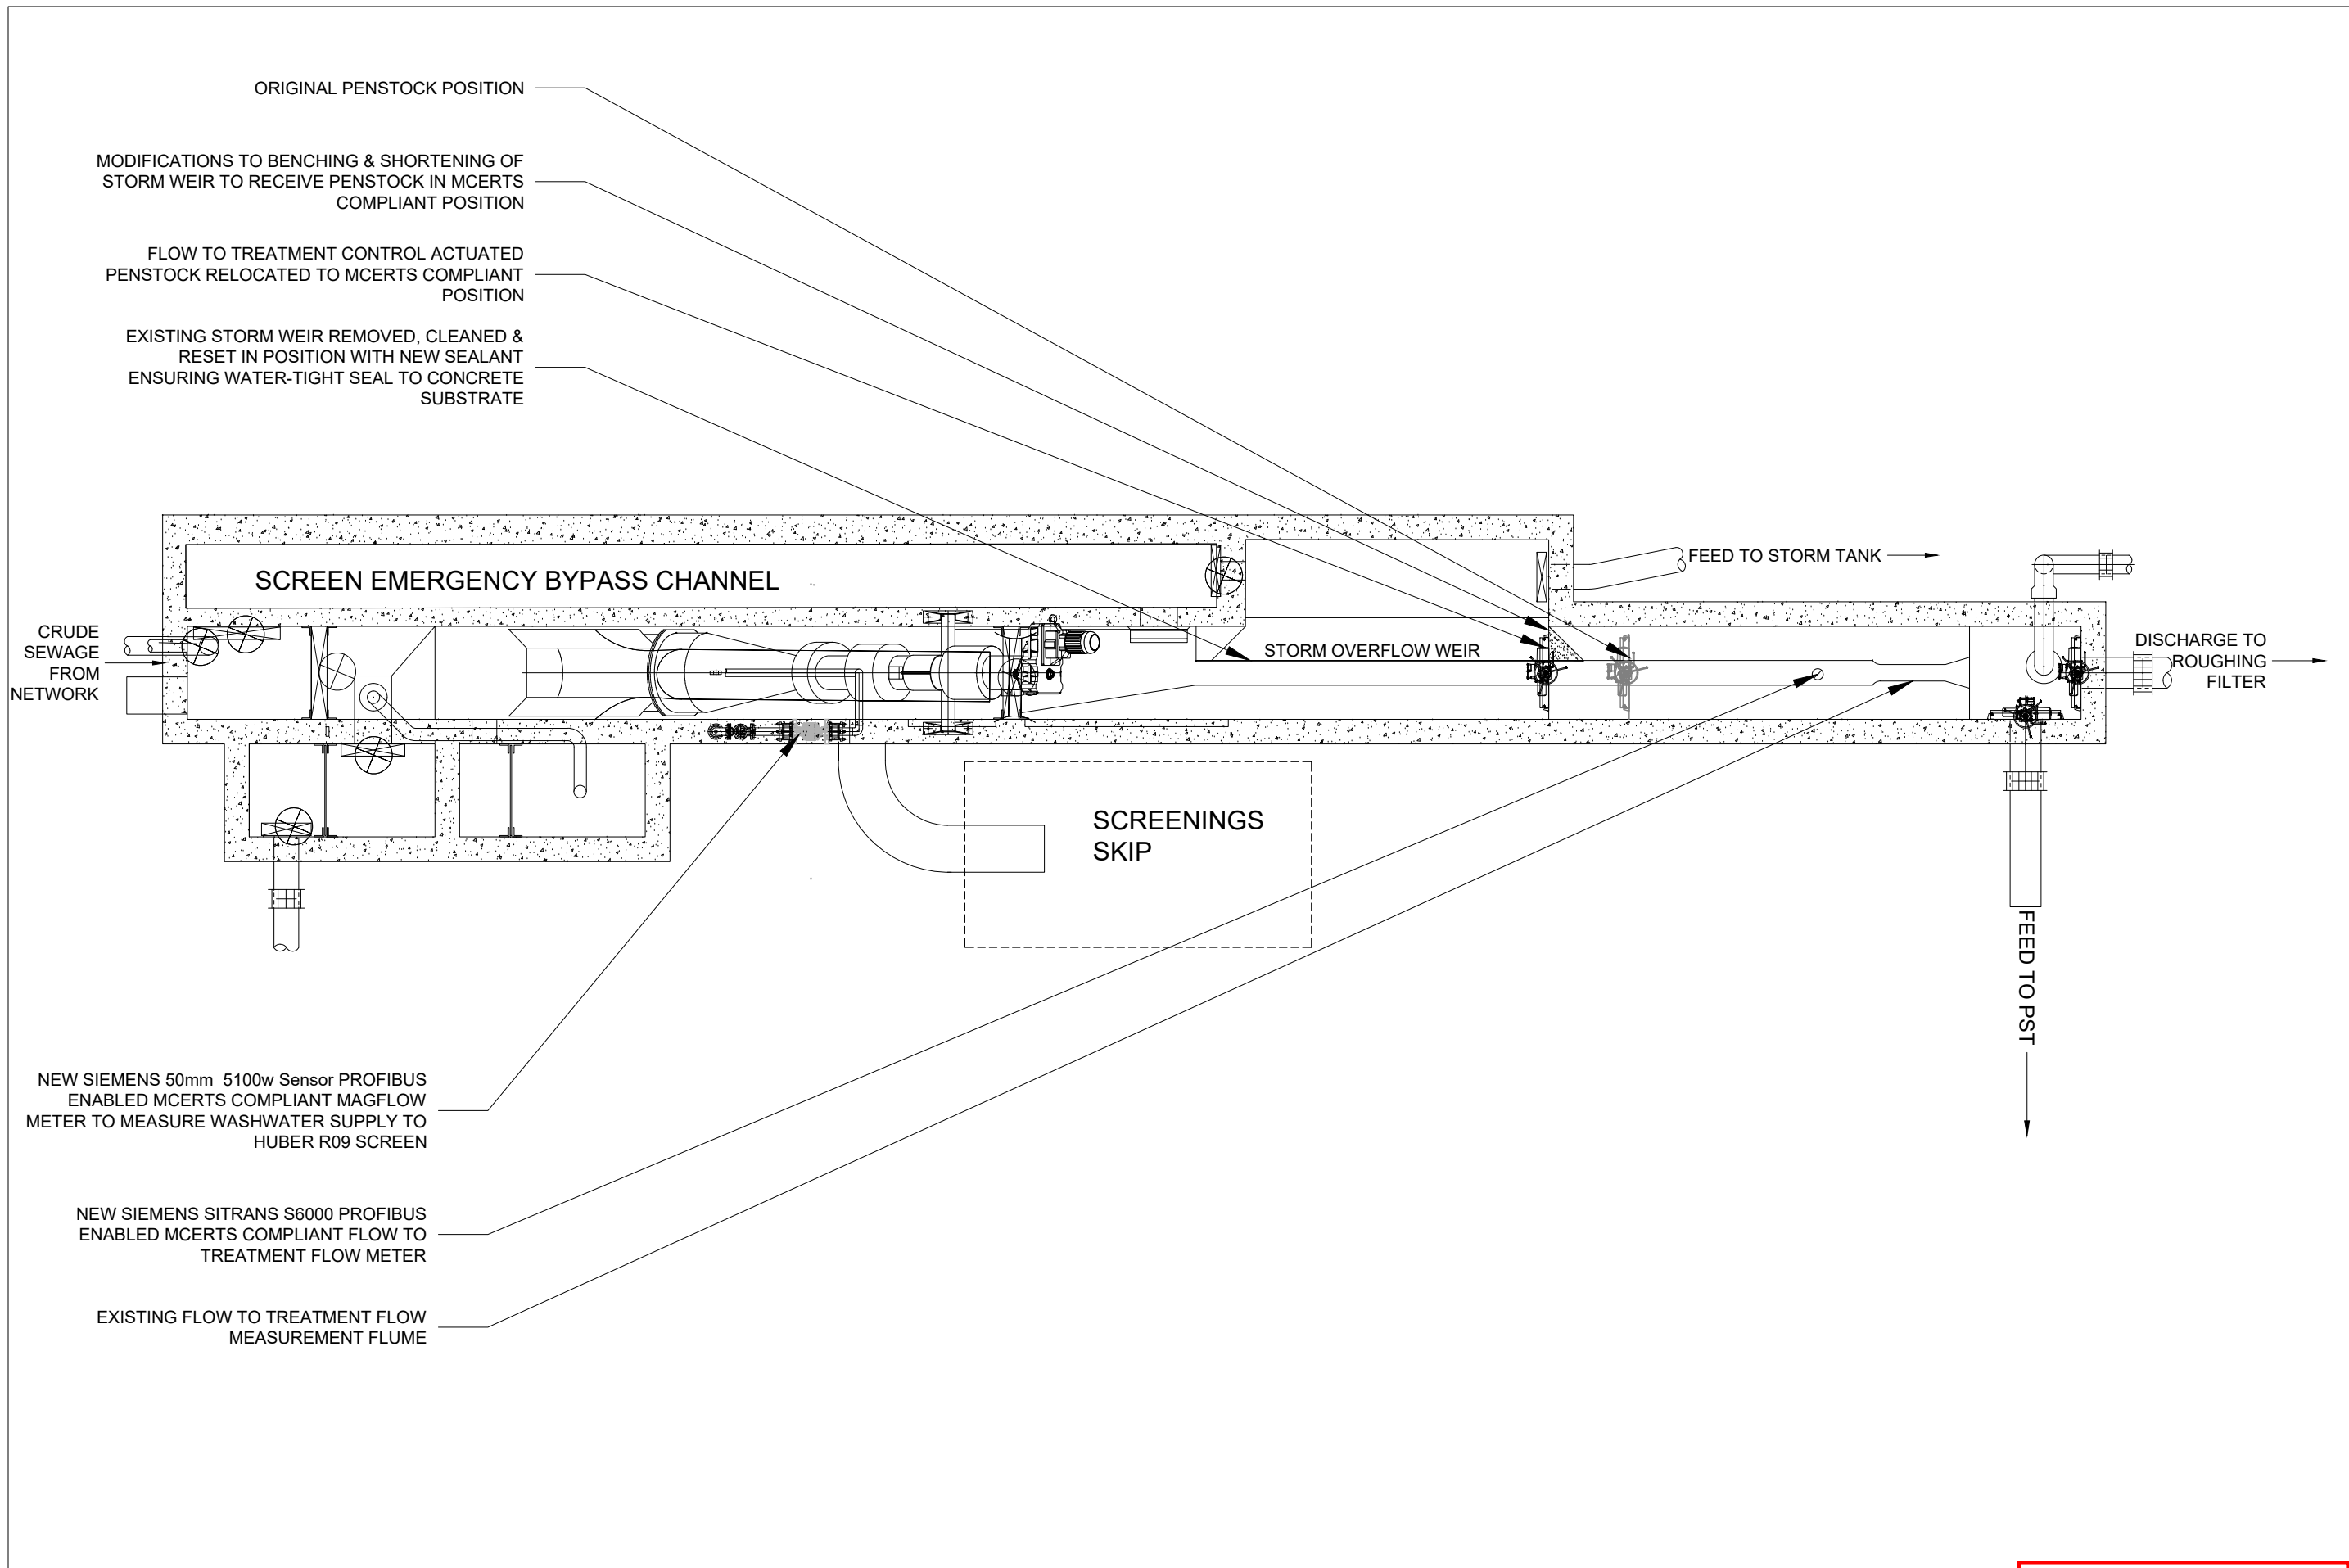 ORIGINAL PENSTOCK POSITION
MODIFICATIONS TO BENCHING & SHORTENING OF
STORM WEIR TO RECEIVE PENSTOCK IN MCERTS
COMPLIANT POSITION
FLOW TO TREATMENT CONTROL ACTUATED
PENSTOCK RELOCATED TO MCERTS COMPLIANT
POSITION
EXISTING STORM WEIR REMOVED, CLEANED &
RESET IN POSITION WITH NEW SEALANT
ENSURING WATER-TIGHT SEAL TO CONCRETE
SUBSTRATE
SCREEN EMERGENCY BYPASS CHANNEL
FEED TO STORM TANK
CRUDE
SEWAGE
FROM
NETWORK
STORM OVERFLOW WEIR
DISCHARGE TO
ROUGHING
FILTER
SCREENINGS
SKIP
FEED TO PST
NEW SIEMENS 50mm  5100w Sensor PROFIBUS
ENABLED MCERTS COMPLIANT MAGFLOW
METER TO MEASURE WASHWATER SUPPLY TO
HUBER R09 SCREEN
NEW SIEMENS SITRANS S6000 PROFIBUS
ENABLED MCERTS COMPLIANT FLOW TO
TREATMENT FLOW METER
EXISTING FLOW TO TREATMENT FLOW
MEASUREMENT FLUME